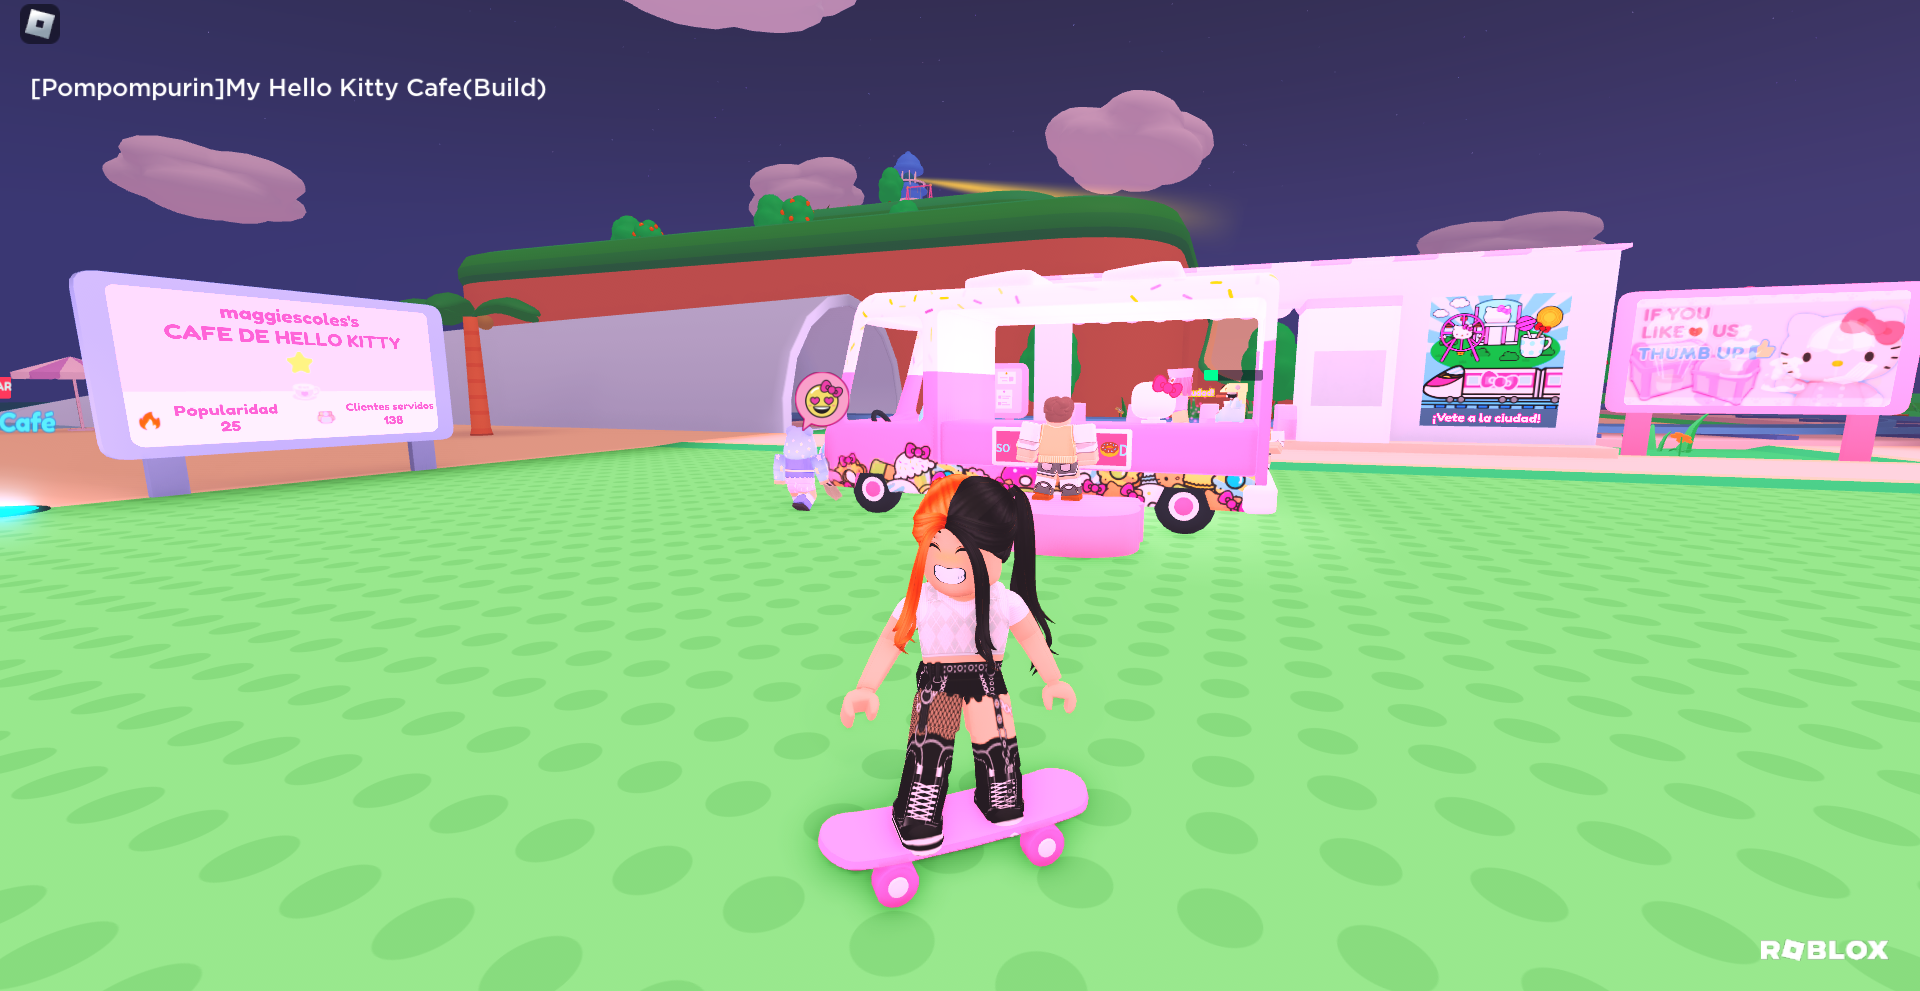 [Pompompurin]My Hello Kitty Cafe(Build)
maggiescoles's
CAFE DE HELLO KITTY
Popularidad
25
Clientes servidos
138
Café
IF YOU
LIKE US
THUMB UP
¡Vete a la ciudad!
SO
D
ROBLOX